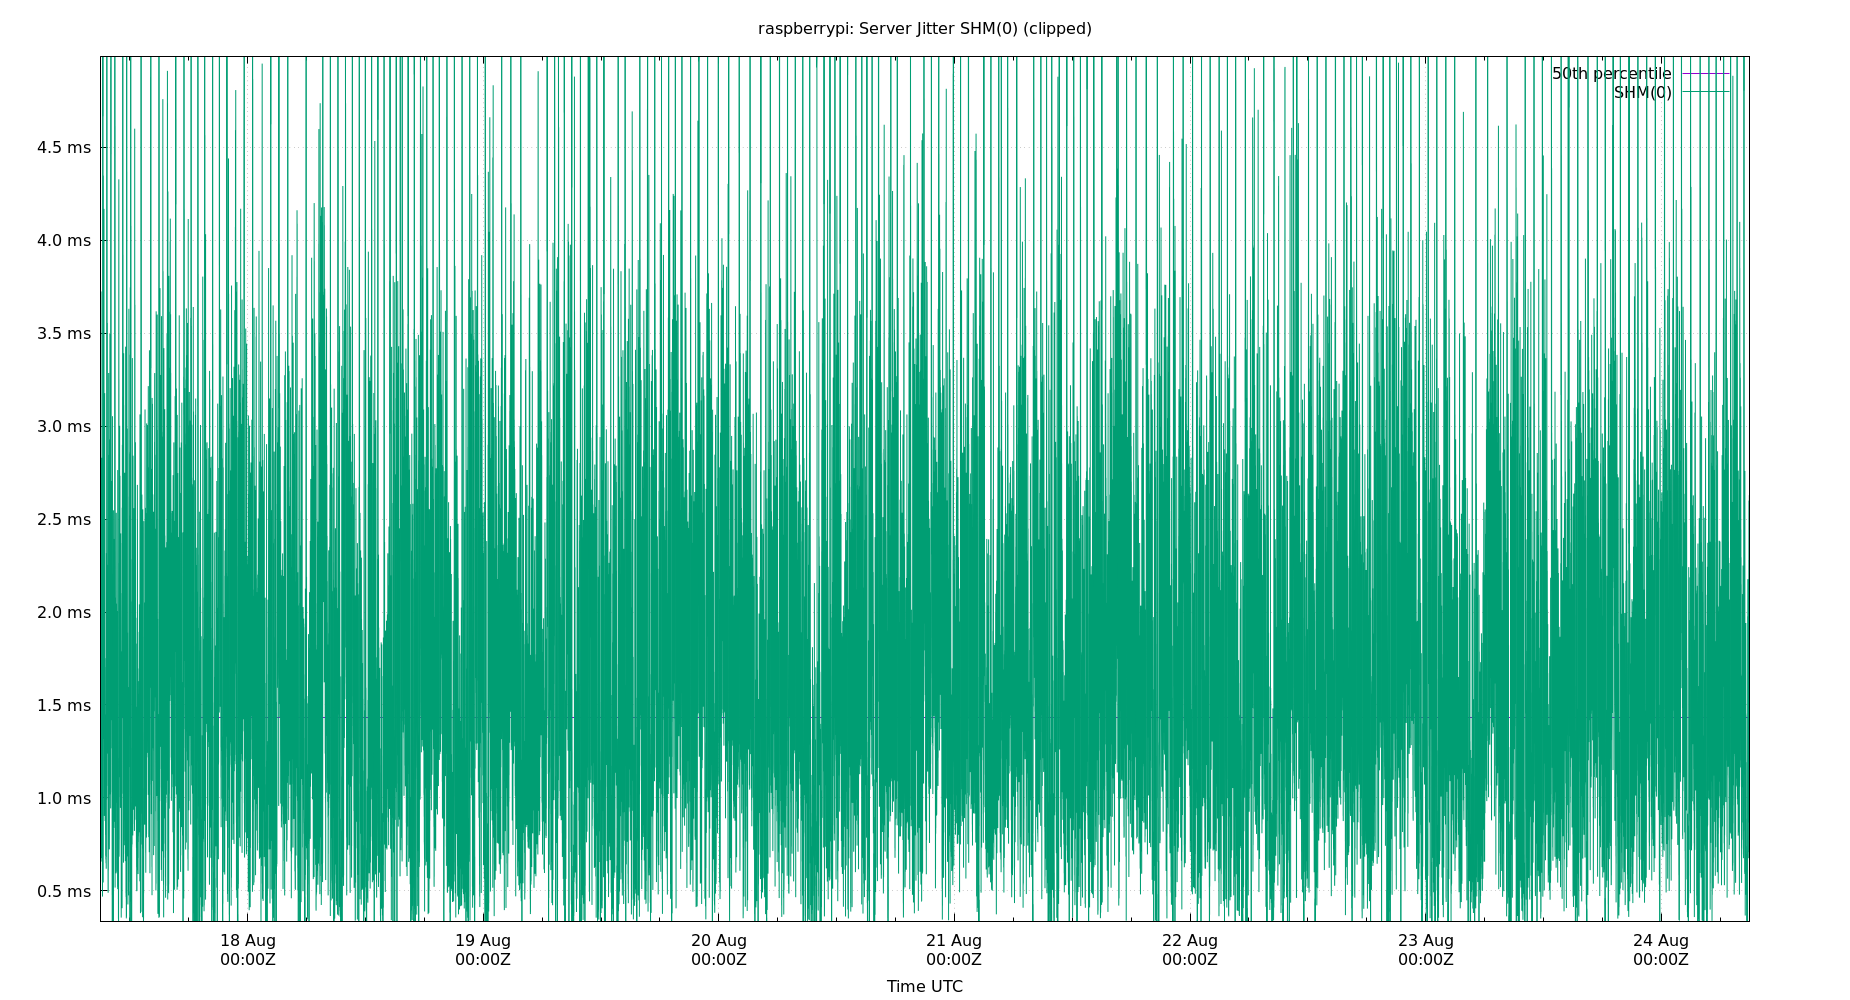 raspberrypi: Server Jitter SHM(0) (clipped)
50th percentile
SHM(0)
4.5 ms
4.0 ms
3.5 ms
3.0 ms
2.5 ms
2.0 ms
1.5 ms
1.0 ms
0.5 ms
18 Aug 19 Aug 20 Aug 21 Aug 22 Aug 23 Aug 24 Aug
00:00Z 00:00Z 00:00Z 00:00Z 00:00Z 00:00Z 00:00Z
Time UTC